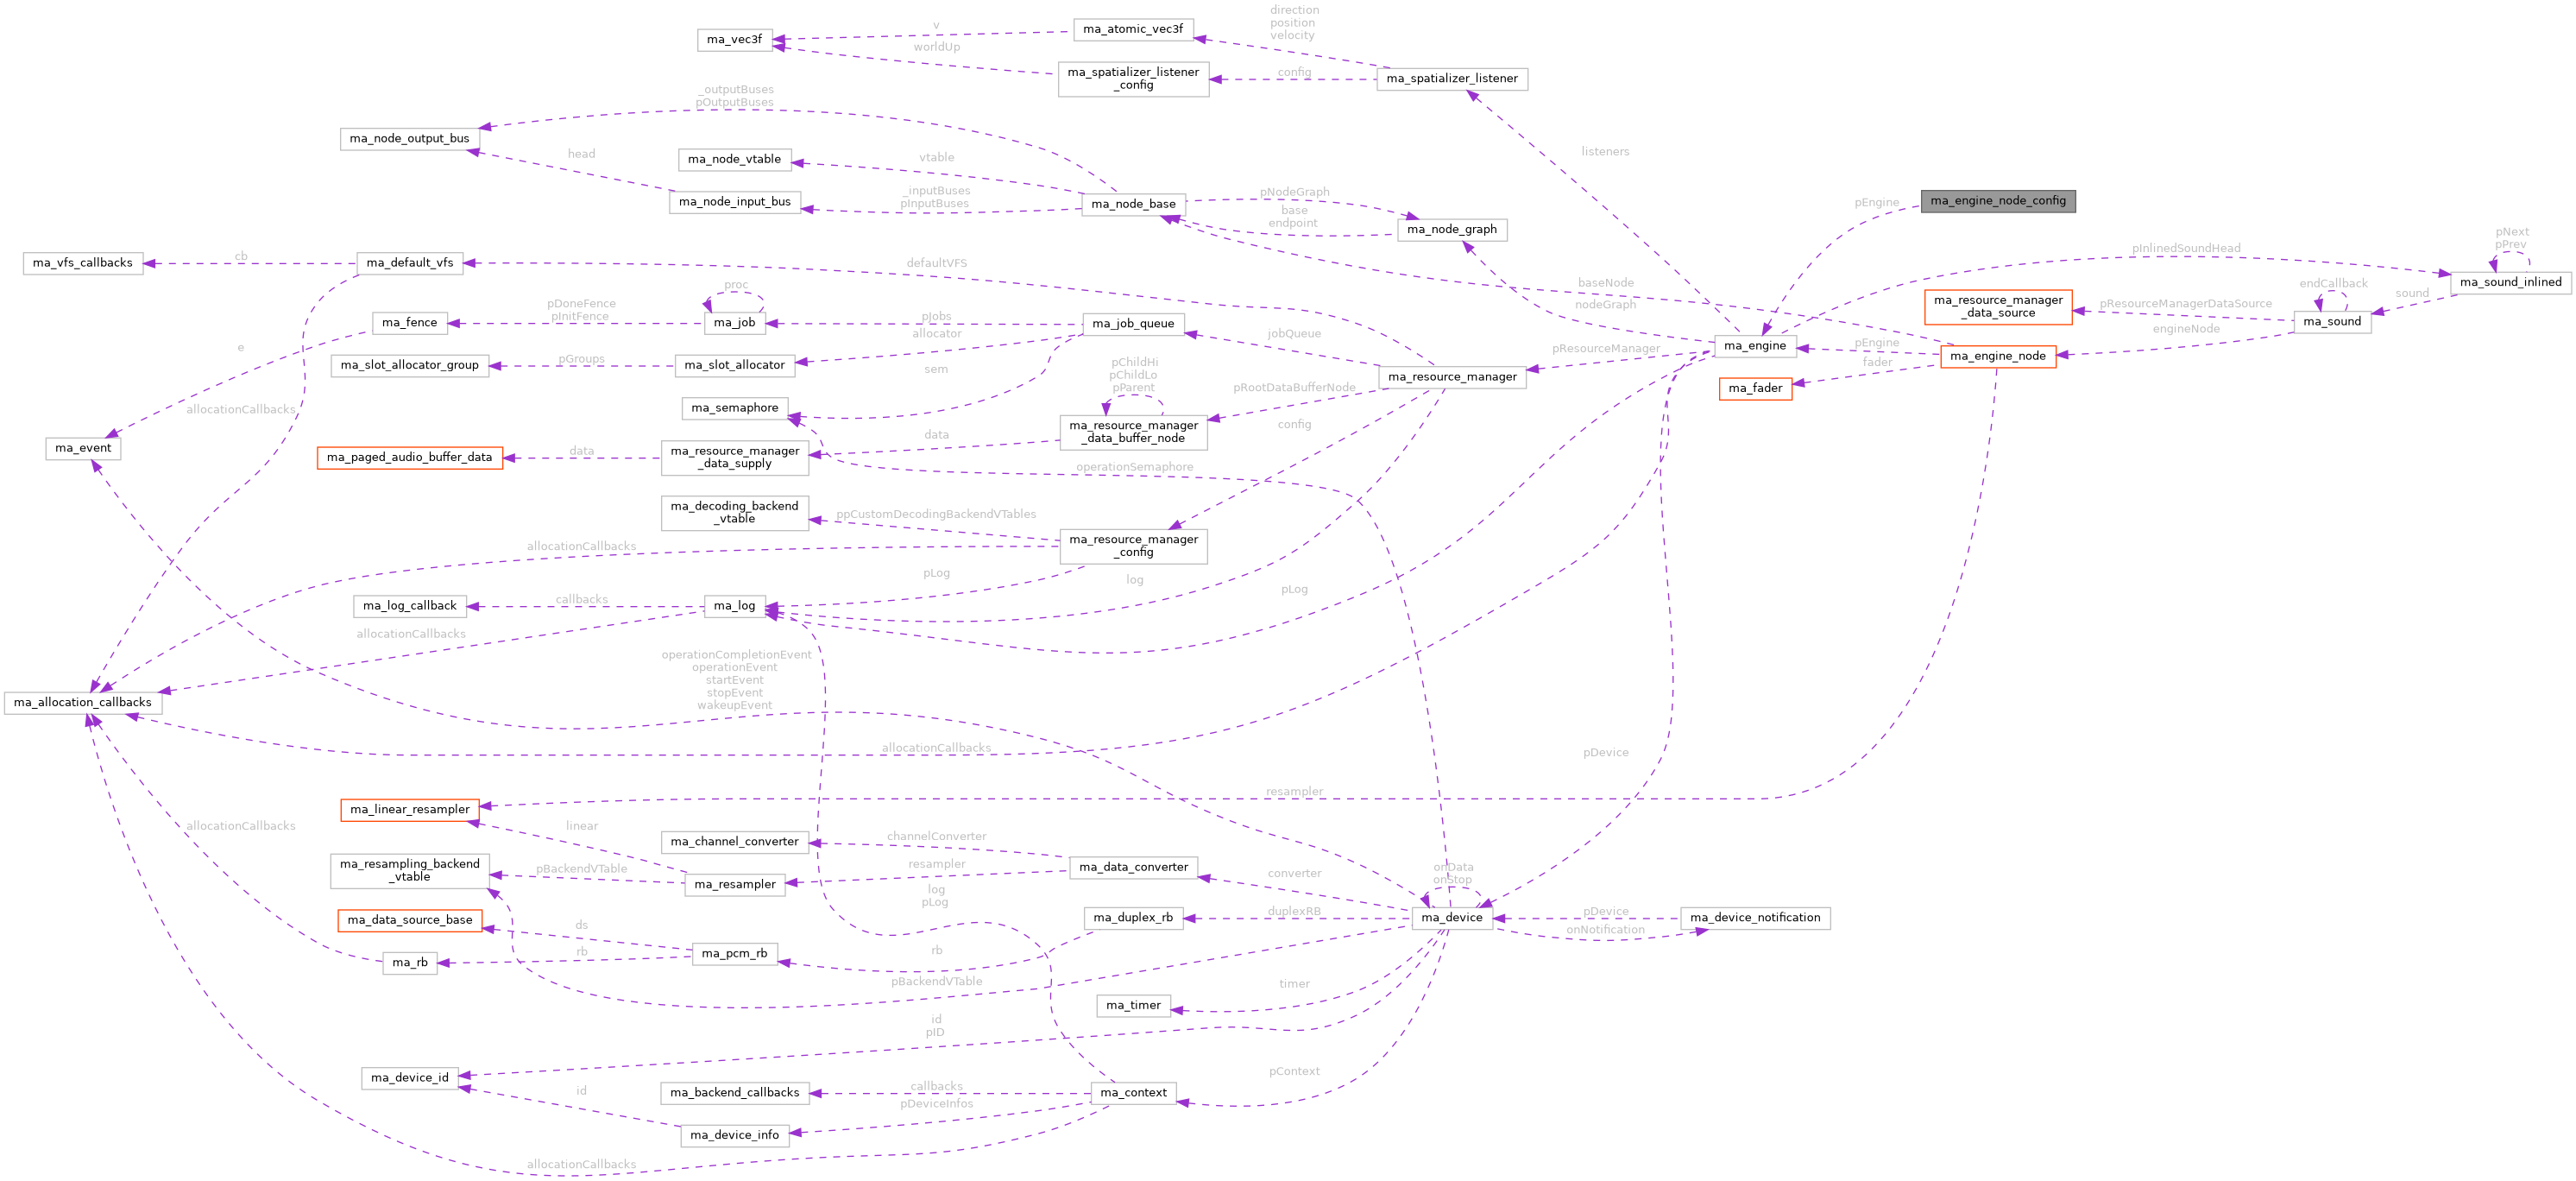 direction
position
velocity
v
ma_atomic_vec3f
ma_vec3f
worldUp
ma_spatializer_listener
_config
config
ma_spatializer_listener
_outputBuses
pOutputBuses
ma_node_output_bus
head
ma_node_vtable
vtable
listeners
_inputBuses
pInputBuses
ma_node_input_bus
ma_node_base
pNodeGraph
base
endpoint
ma_node_graph
pEngine
ma_engine_node_config
pNext
pPrev
pInlinedSoundHead
ma_sound_inlined
ma_vfs_callbacks
cb
ma_default_vfs
defaultVFS
baseNode
nodeGraph
endCallback
sound
proc
pDoneFence
pInitFence
ma_fence
ma_job
pJobs
ma_job_queue
jobQueue
allocator
ma_resource_manager
_data_source
pResourceManagerDataSource
ma_sound
engineNode
e
ma_slot_allocator_group
pGroups
ma_slot_allocator
sem
pResourceManager
ma_engine
pEngine
fader
ma_engine_node
ma_resource_manager
ma_fader
pChildHi
pChildLo
pParent
pRootDataBufferNode
allocationCallbacks
ma_semaphore
ma_resource_manager
_data_buffer_node
config
ma_event
ma_paged_audio_buffer_data
data
ma_resource_manager
_data_supply
data
operationSemaphore
ma_decoding_backend
_vtable
ppCustomDecodingBackendVTables
ma_resource_manager
_config
allocationCallbacks
pLog
log
pLog
ma_log_callback
callbacks
ma_log
allocationCallbacks
operationCompletionEvent
operationEvent
startEvent
stopEvent
wakeupEvent
ma_allocation_callbacks
allocationCallbacks
pDevice
resampler
ma_linear_resampler
linear
allocationCallbacks
ma_channel_converter
channelConverter
ma_resampling_backend
_vtable
pBackendVTable
ma_resampler
resampler
ma_data_converter
converter
onData
onStop
log
pLog
ma_data_source_base
ds
rb
ma_duplex_rb
duplexRB
ma_device
pDevice
onNotification
ma_device_notification
ma_rb
ma_pcm_rb
rb
pBackendVTable
timer
ma_timer
id
pID
ma_device_id
id
ma_backend_callbacks
callbacks
pDeviceInfos
ma_context
pContext
ma_device_info
allocationCallbacks